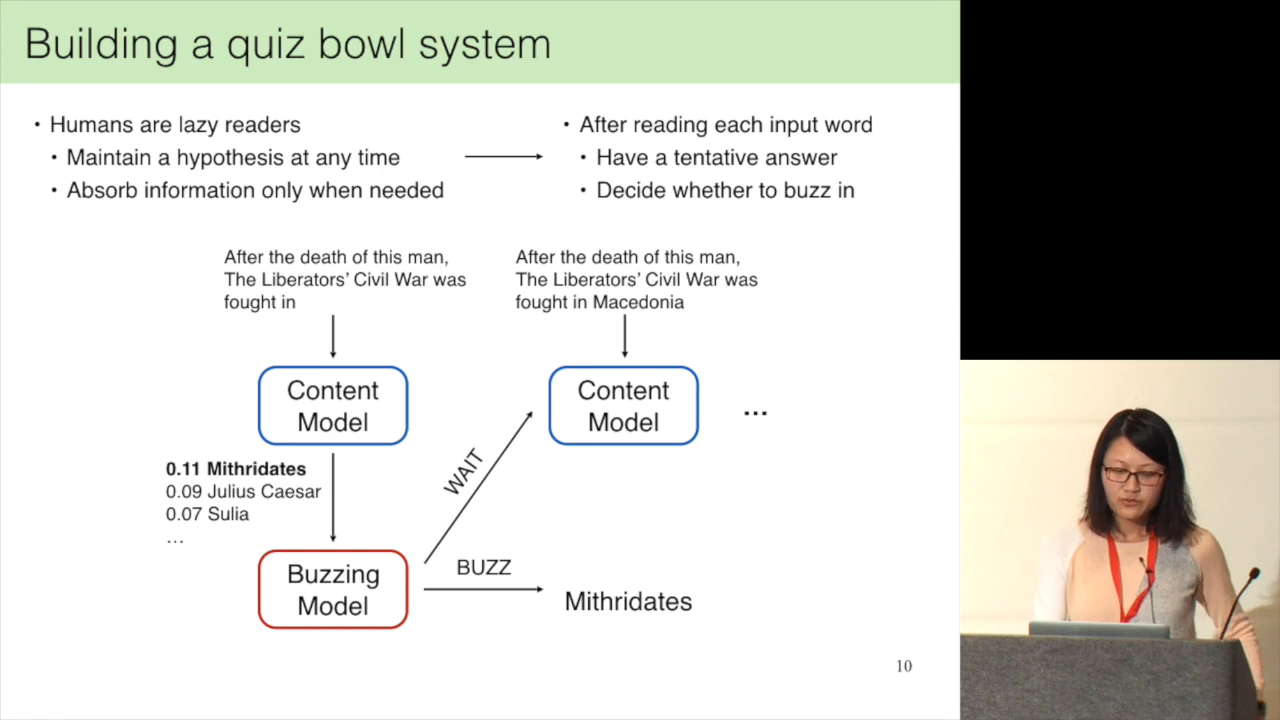 Building a quiz bowl system
• Humans are lazy readers
• Maintain a hypothesis at any time
• Absorb information only when needed
• After reading each input word
• Have a tentative answer
• Decide whether to buzz in
After the death of this man,
The Liberators' Civil War was
fought in
After the death of this man,
The Liberators' Civil War was
fought in Macedonia
Content
Model
Content
Model
...
0.11 Mithridates
0.09 Julius Caesar
0.07 Sulia
...
WAIT
Buzzing
Model
BUZZ
Mithridates
10